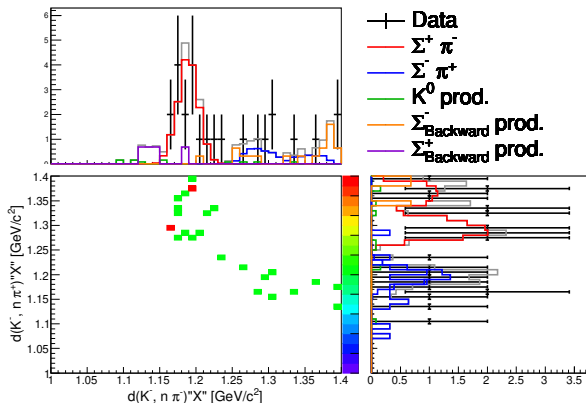 6
5
4
3
2
1
0
Data
Σ⁺ π⁻
Σ⁻ π⁺
K⁰ prod.
Σ⁻Backward prod.
Σ⁺Backward prod.
1.4
1.35
1.3
1.25
1.2
1.15
1.1
1.05
1
d(K⁻, n π⁺)"X" [GeV/c²]
1 1.05 1.1 1.15 1.2 1.25 1.3 1.35 1.4
0 0.5 1 1.5 2 2.5 3 3.5
d(K⁻, n π⁻)"X" [GeV/c²]